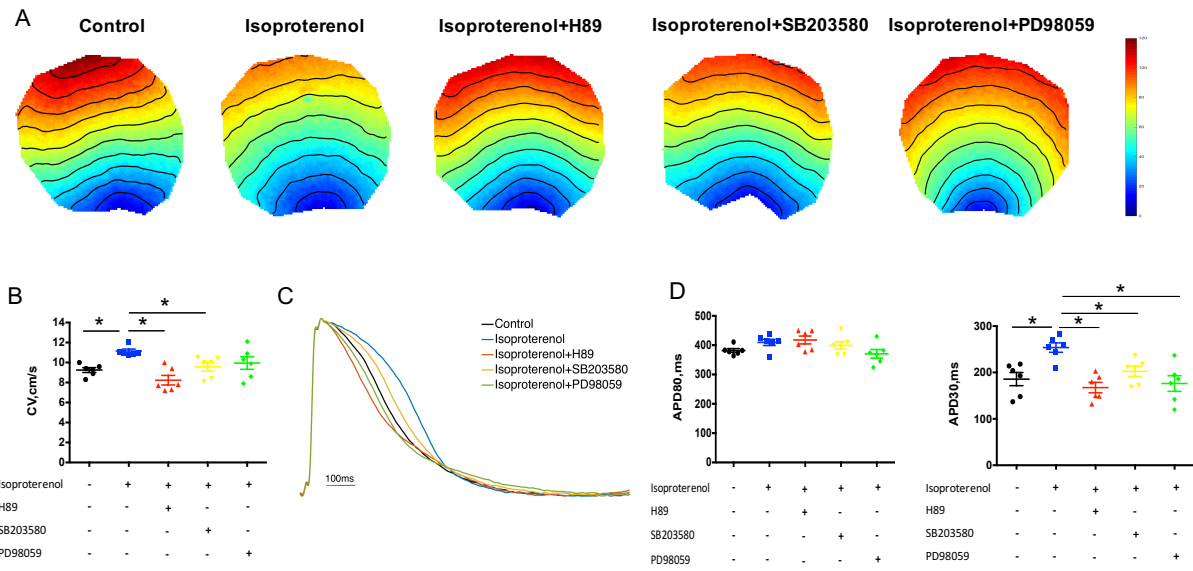 A
Control
Isoproterenol
Isoproterenol+H89
Isoproterenol+SB203580
Isoproterenol+PD98059
120
100
80
60
40
20
0
B
*
*
*
14
12
10
8
6
4
2
0
CV,cm/s
Isoproterenol - + + + +
H89 - - + - -
SB203580 - - - + -
PD98059 - - - - +
C
Control
Isoproterenol
Isoproterenol+H89
Isoproterenol+SB203580
Isoproterenol+PD98059
100ms
D
500
400
300
200
100
0
APD80,ms
Isoproterenol - + + + +
H89 - - + - -
SB203580 - - - + -
PD98059 - - - - +
*
*
*
*
300
200
100
0
APD30,ms
Isoproterenol - + + + +
H89 - - + - -
SB203580 - - - + -
PD98059 - - - - +